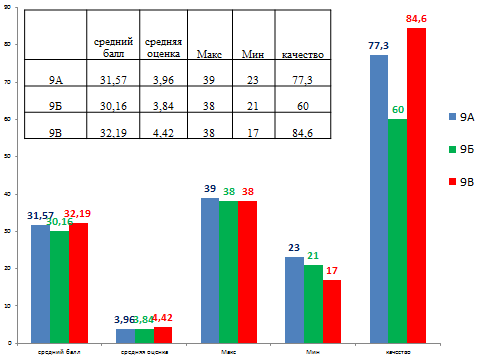 90
80
70
60
50
40
30
20
10
0
средний балл средняя оценка Макс Мин качество
9А 31,57 3,96 39 23 77,3
9Б 30,16 3,84 38 21 60
9В 32,19 4,42 38 17 84,6
31,57 30,16 32,19
3,96 3,84 4,42
39 38 38
23 21 17
77,3 60 84,6
средний балл средняя оценка Макс Мин качество
9А
9Б
9В